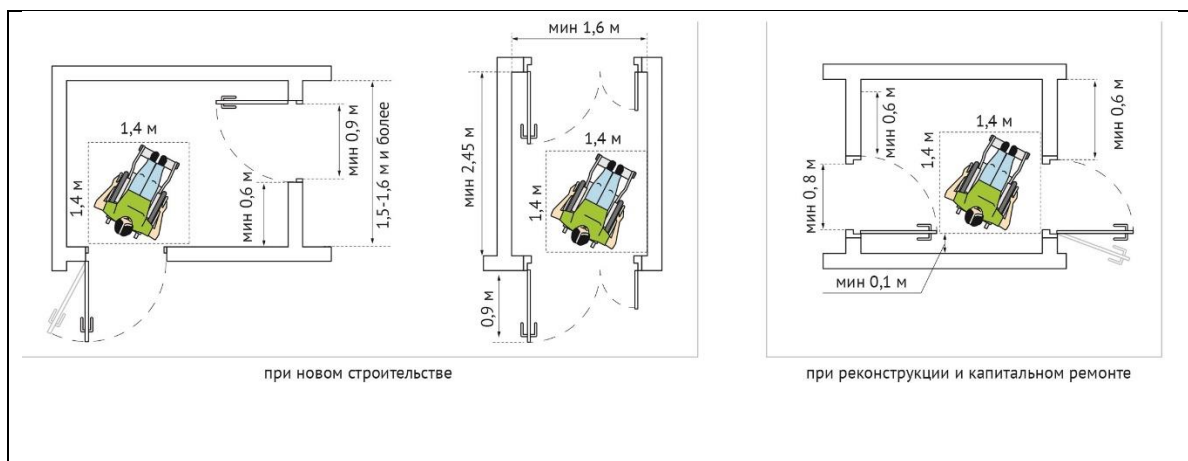 мин 1,6 м
1,4 м
1,4 м
мин 0,9 м
мин 0,6 м
1,5-1,6 м и более
мин 2,45 м
1,4 м
1,4 м
0,9 м
при новом строительстве
мин 0,6 м
мин 0,6 м
1,4 м
1,4 м
мин 0, 8 м
мин 0,1 м
при реконструкции и капитальном ремонте